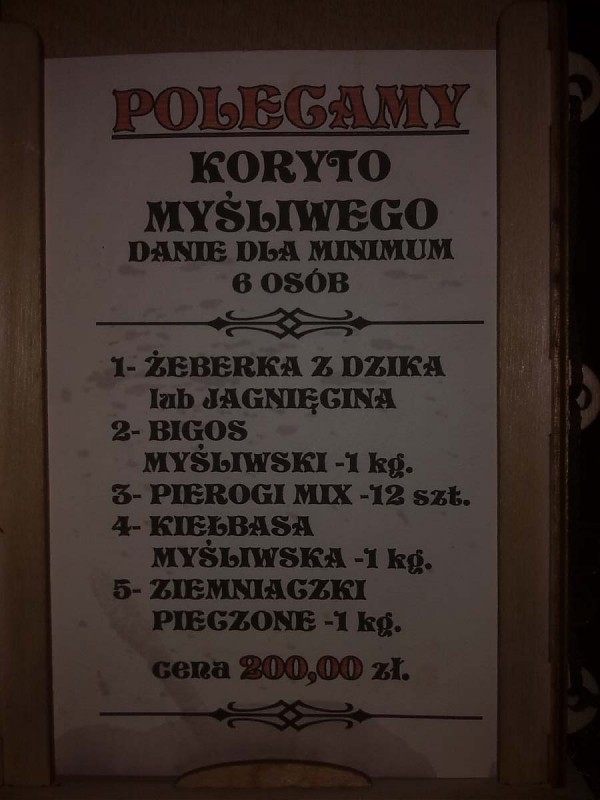 POLECAMY
KORYTO
MYŚLIWEGO
DANIE DLA MINIMUM
6 OSÓB
1- ŻEBERKA Z DZIKA
lub JAGNIĘCINA
2- BIGOS
MYŚLIWSKI -1 kg.
3- PIEROGI MIX -12 szt.
4- KIEŁBASA
MYŚLIWSKA -1 kg.
5- ZIEMNIACZKI
PIECZONE -1 kg.
cena 200,00 zł.